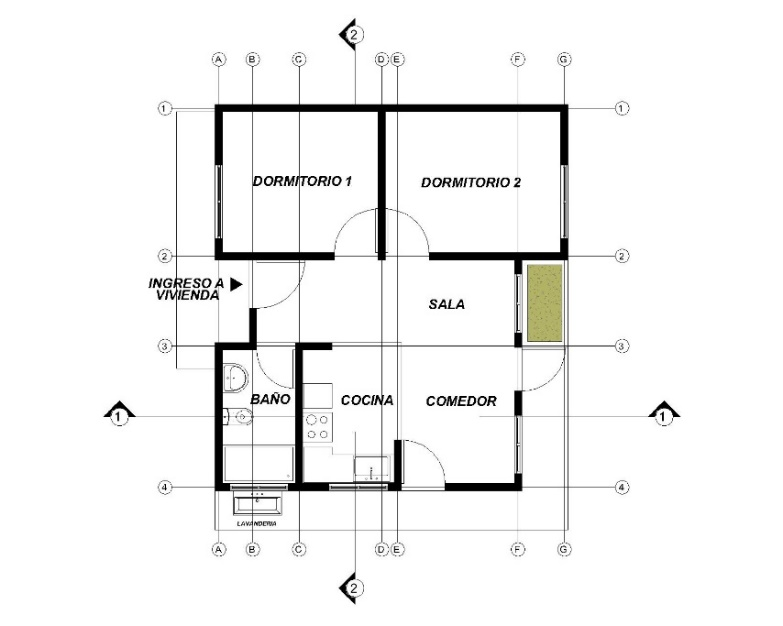 2
A B C D E F G
1 1
DORMITORIO 1 DORMITORIO 2
2 2
INGRESO A
VIVIENDA
SALA
3 3
BAÑO COCINA COMEDOR
1 1
4 4
LAVANDERIA
A B C D E F G
2